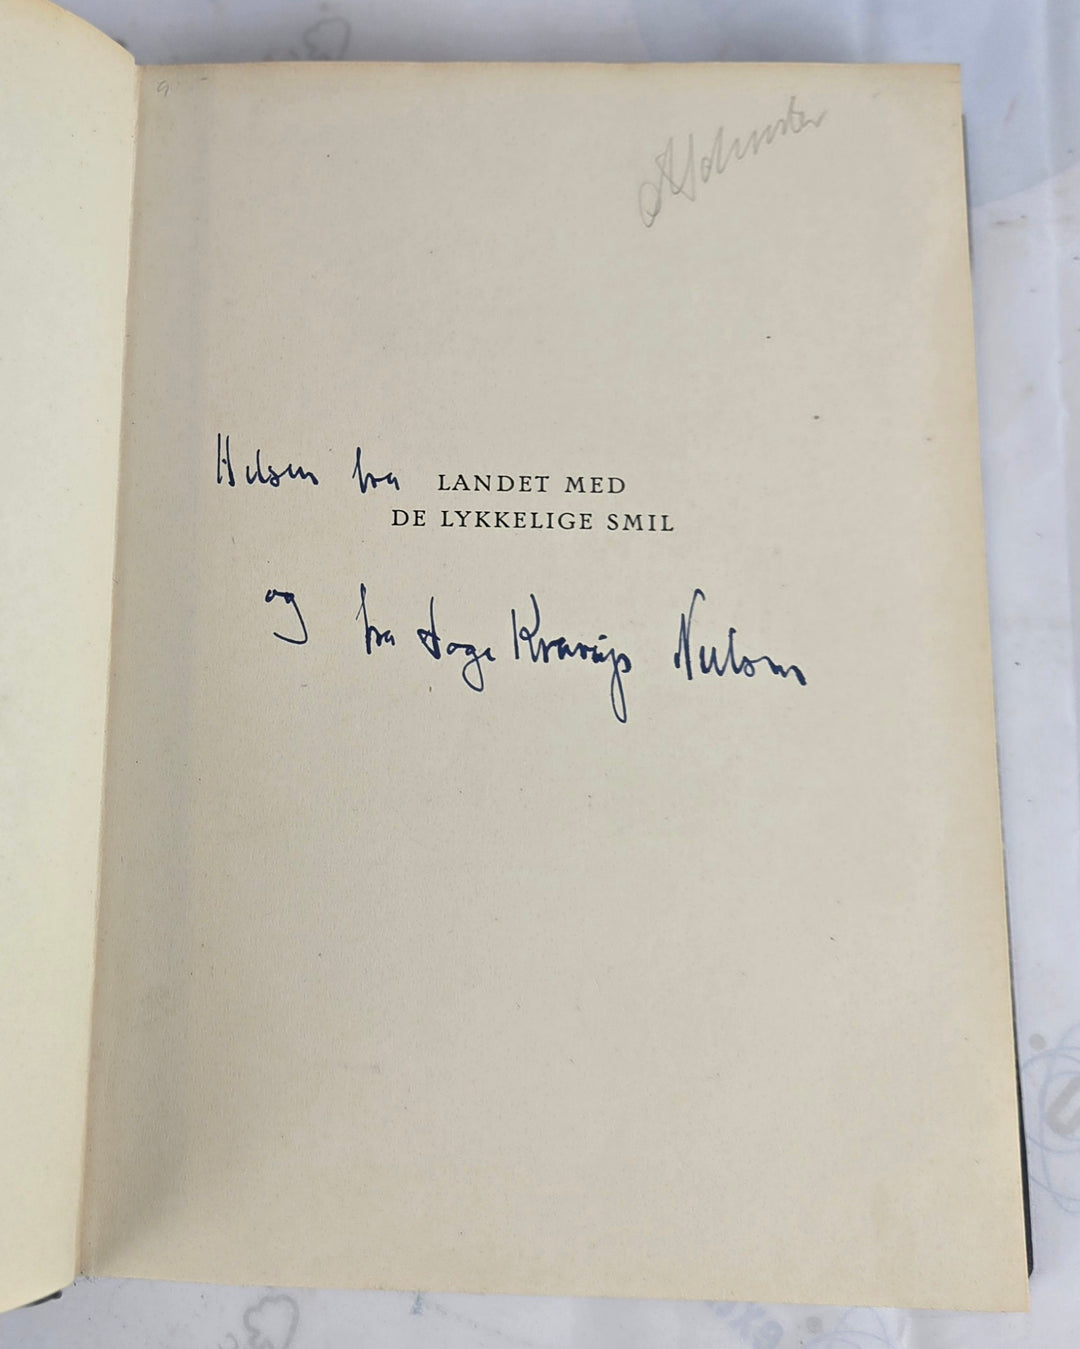 Hilsen fra LANDET MED
DE LYKKELIGE SMIL
og fra Aage Krarup Nielsen